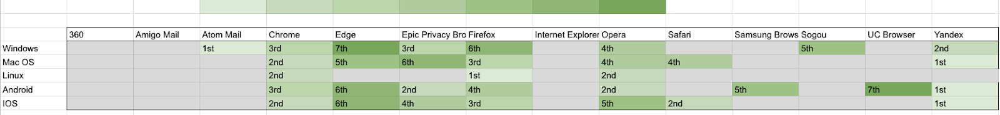 360 Amigo Mail Atom Mail Chrome Edge Epic Privacy Bro Firefox Internet Explorer Opera Safari Samsung Brows Sogou UC Browser Yandex
Windows 1st 3rd 7th 3rd 6th 4th 5th 2nd
Mac OS 2nd 5th 6th 3rd 4th 4th 1st
Linux 2nd 1st 2nd
Android 3rd 6th 2nd 4th 2nd 5th 7th 1st
IOS 2nd 6th 4th 3rd 5th 2nd 1st